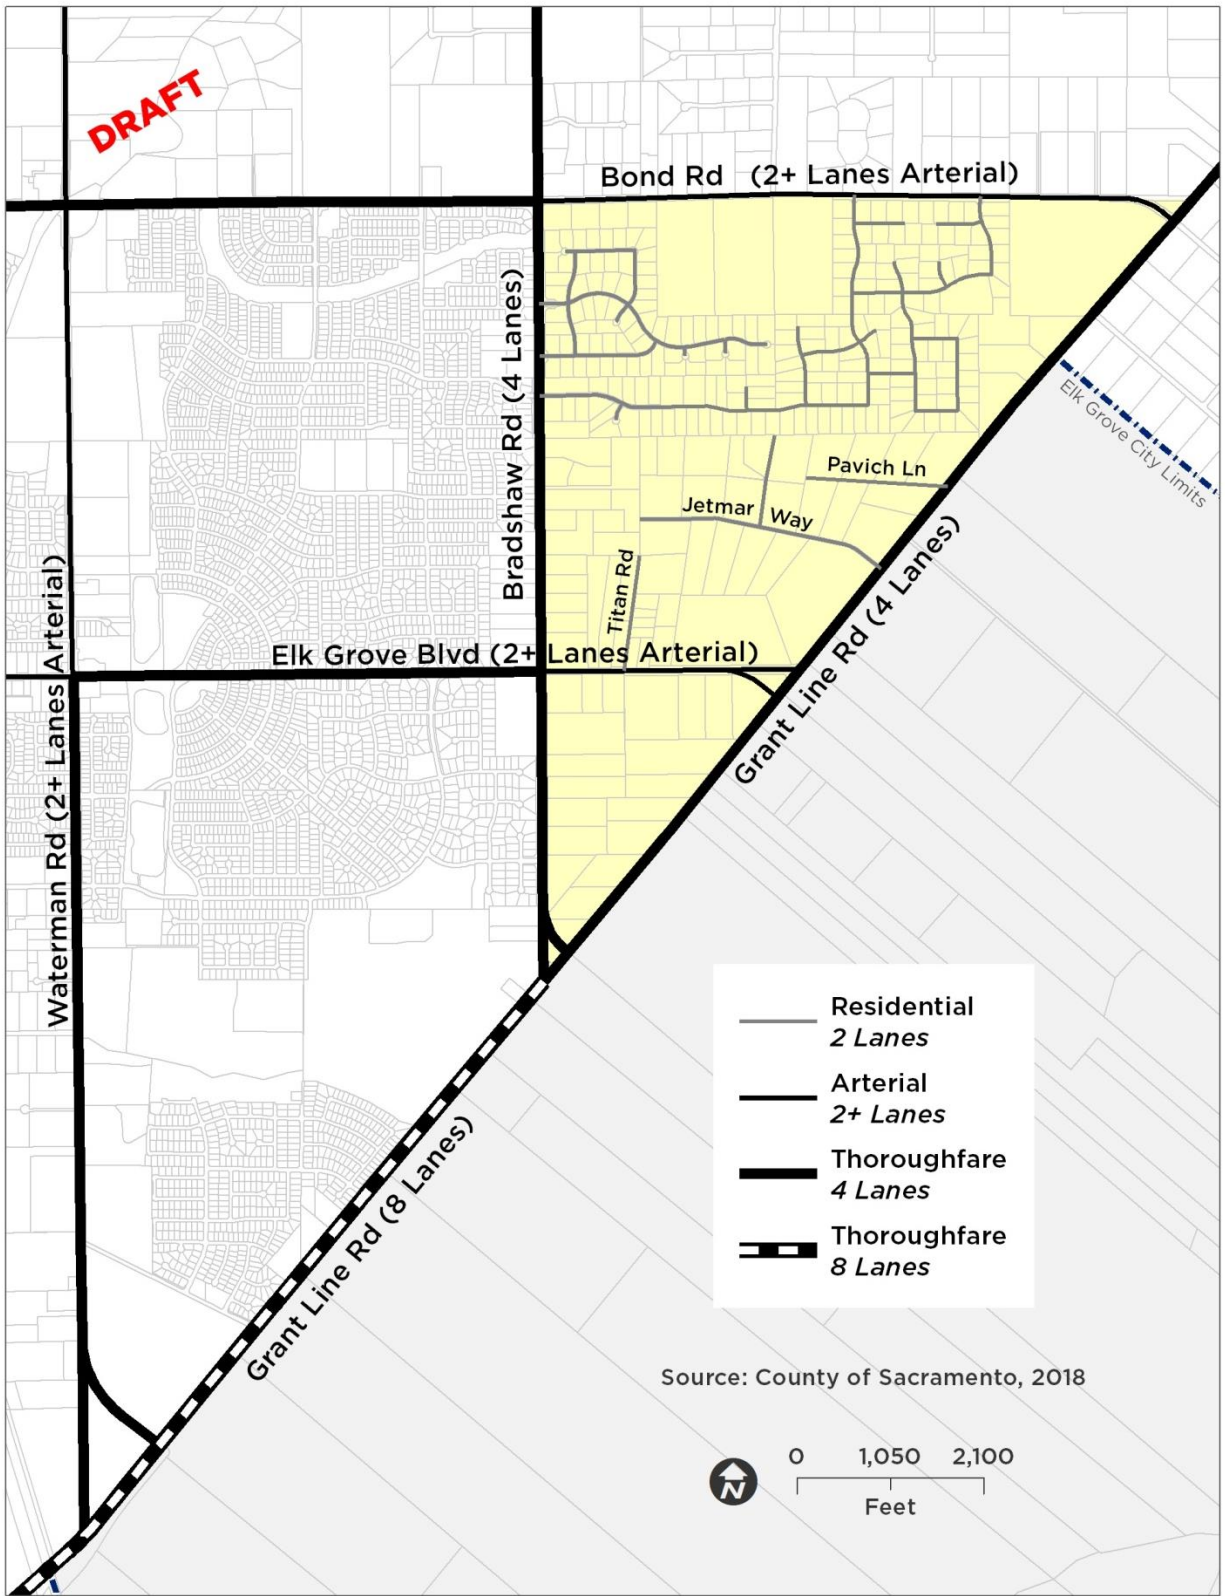 DRAFT
Bond Rd (2+ Lanes Arterial)
Bradshaw Rd (4 Lanes)
Elk Grove City Limits
Pavich Ln
Jetmar Way
Titan Rd
Grant Line Rd (4 Lanes)
Elk Grove Blvd (2+ Lanes Arterial)
Waterman Rd (2+ Lanes Arterial)
Grant Line Rd (8 Lanes)
Residential
2 Lanes
Arterial
2+ Lanes
Thoroughfare
4 Lanes
Thoroughfare
8 Lanes
Source: County of Sacramento, 2018
N
0 1,050 2,100
Feet